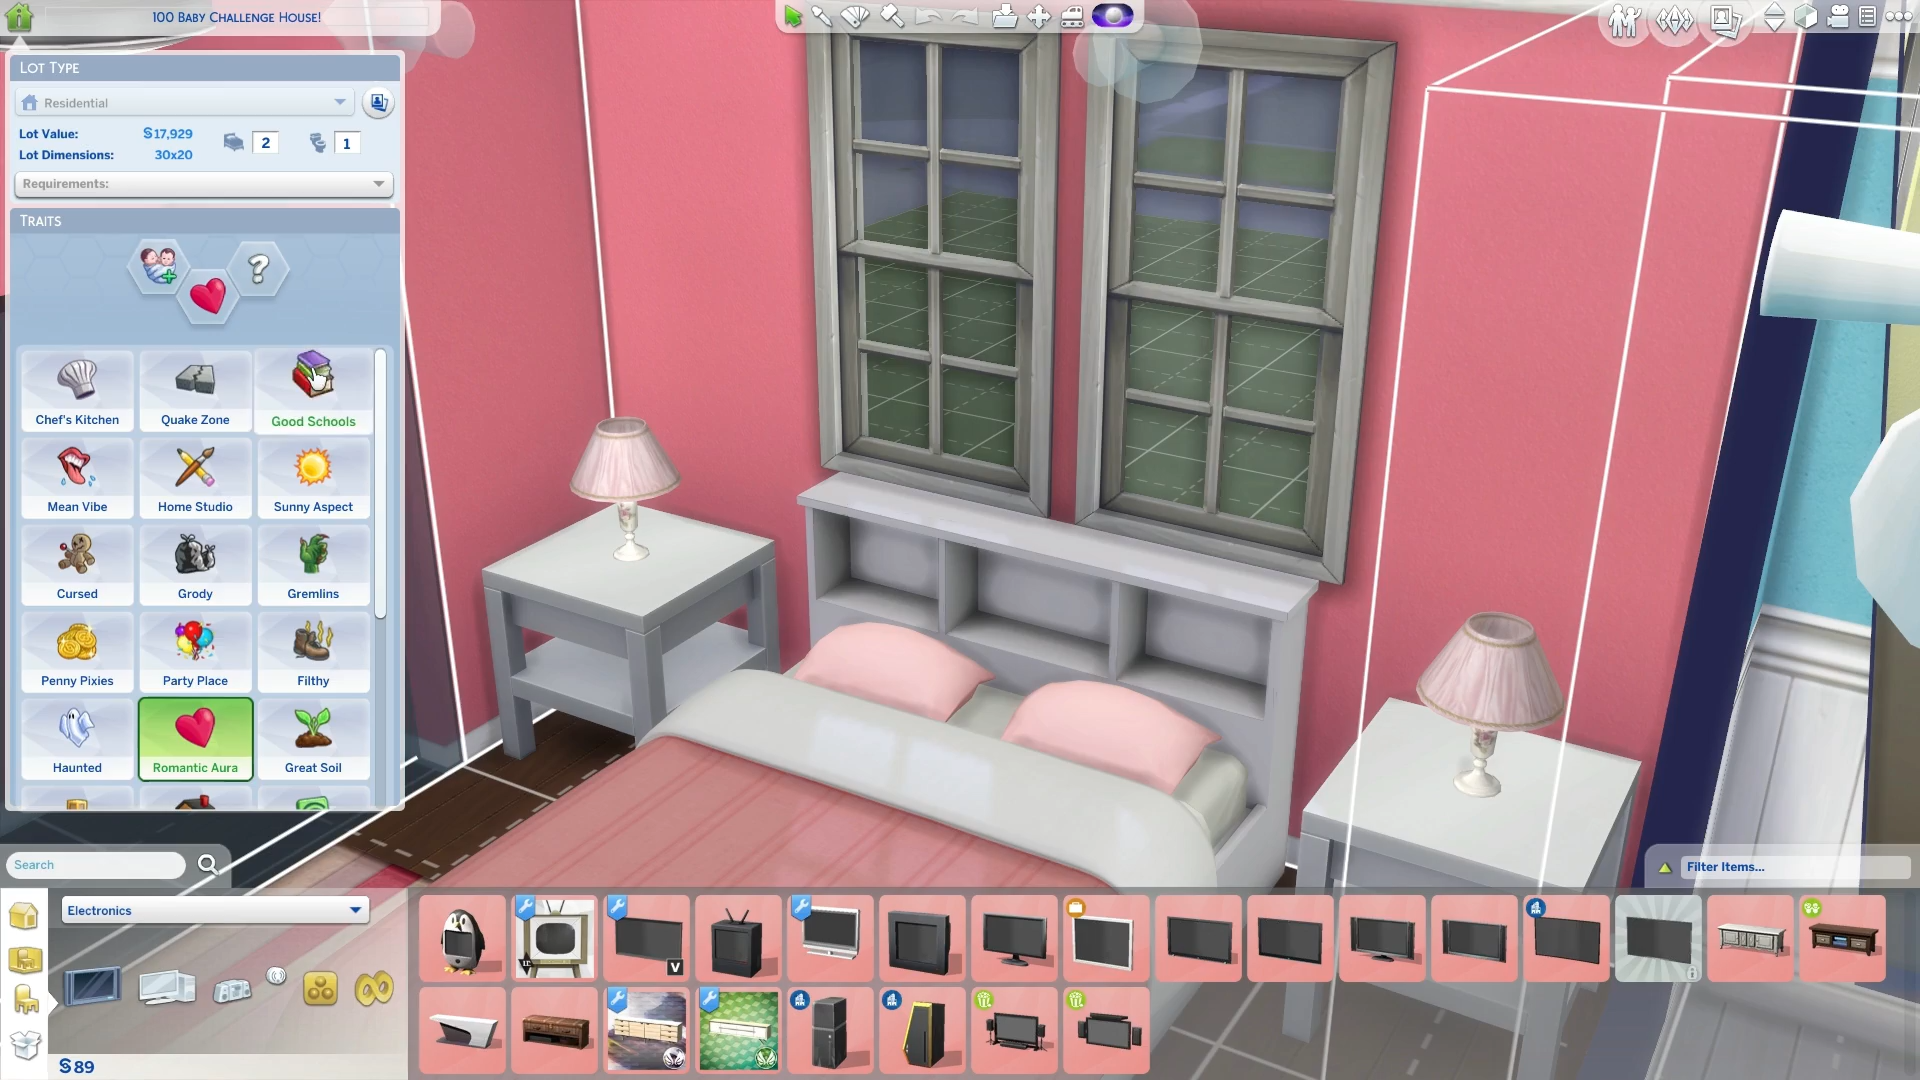 100 Baby Challenge House!
Lot Type
Residential
Lot Value: §17,929
2
1
Lot Dimensions: 30x20
Requirements:
Traits
?
Chef's Kitchen
Quake Zone
Good Schools
Mean Vibe
Home Studio
Sunny Aspect
Cursed
Grody
Gremlins
Penny Pixies
Party Place
Filthy
Haunted
Romantic Aura
Great Soil
Search
Filter Items...
Electronics
V
§89